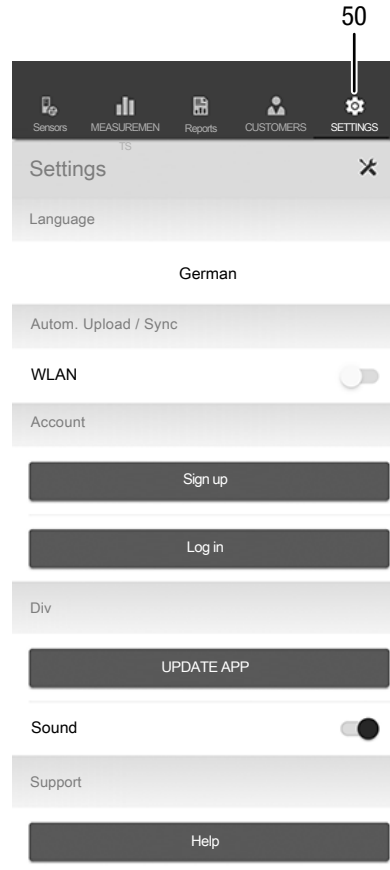 50
Sensors MEASUREMEN Reports CUSTOMERS SETTINGS
TS
Settings
Language
German
Autom. Upload / Sync
WLAN
Account
Sign up
Log in
Div
UPDATE APP
Sound
Support
Help